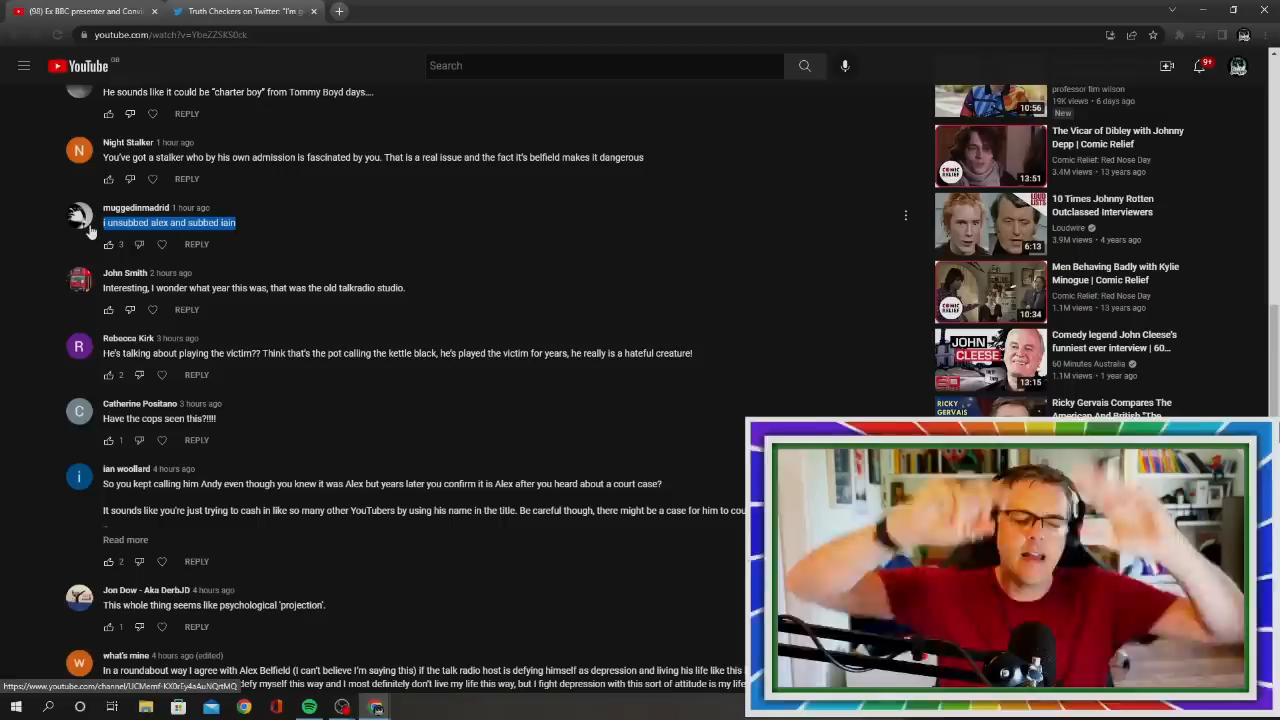 (98) Ex BBC presenter and Convi
Truth Checkers on Twitter: "I'm g
youtube.com/watch?v=YbeZZSKS0ck
YouTube
GB
Search
9+
He sounds like it could be "charter boy" from Tommy Boyd days....
REPLY
Night Stalker 1 hour ago
You've got a stalker who by his own admission is fascinated by you. That is a real issue and the fact it's belfield makes it dangerous
REPLY
muggedinmadrid 1 hour ago
i unsubbed alex and subbed iain
3 REPLY
John Smith 2 hours ago
Interesting, I wonder what year this was, that was the old talkradio studio.
REPLY
Rebecca Kirk 3 hours ago
He's talking about playing the victim?? Think that's the pot calling the kettle black, he's played the victim for years, he really is a hateful creature!
2 REPLY
Catherine Positano 3 hours ago
Have the cops seen this?!!!!
1 REPLY
ian woollard 4 hours ago
So you kept calling him Andy even though you knew it was Alex but years later you confirm it is Alex after you heard about a court case?
It sounds like you're just trying to cash in like so many other YouTubers by using his name in the title. Be careful though, there might be a case for him to cou
..
Read more
2 REPLY
Jon Dow - Aka DerbJD 4 hours ago
This whole thing seems like psychological 'projection'.
1 REPLY
what's mine 4 hours ago (edited)
In a roundabout way I agree with Alex Belfield (I can't believe I'm saying this) if the talk radio host is defying himself as depression and living his life like this
efy myself this way and I most definitely don't live my life this way, but I fight depression with this sort of attitude is my life
professor tim wilson
19K views • 6 days ago
New
10:56
The Vicar of Dibley with Johnny
Depp | Comic Relief
Comic Relief: Red Nose Day
3.4M views • 13 years ago
COMIC
RELIEF
13:51
10 Times Johnny Rotten
Outclassed Interviewers
Loudwire
3.9M views • 4 years ago
LOUD
LISTS
6:13
Men Behaving Badly with Kylie
Minogue | Comic Relief
Comic Relief: Red Nose Day
1.1M views • 13 years ago
COMIC
RELIEF
10:34
Comedy legend John Cleese's
funniest ever interview | 60...
60 Minutes Australia
1.1M views • 1 year ago
JOHN
CLEESE
13:15
Ricky Gervais Compares The
American And British "The
RICKY
GERVAIS